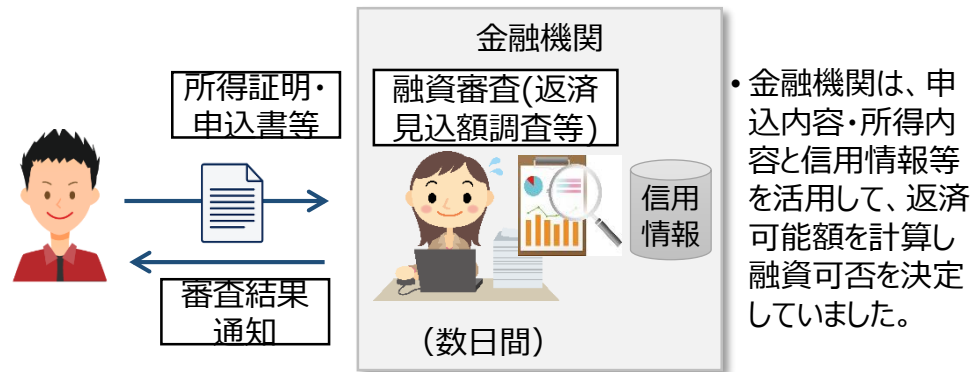 金融機関
所得証明・
申込書等
融資審査(返済
見込額調査等)
信用
情報
審査結果
通知
（数日間）
• 金融機関は、申
込内容・所得内
容と信用情報等
を活用して、返済
可能額を計算し
融資可否を決定
していました。